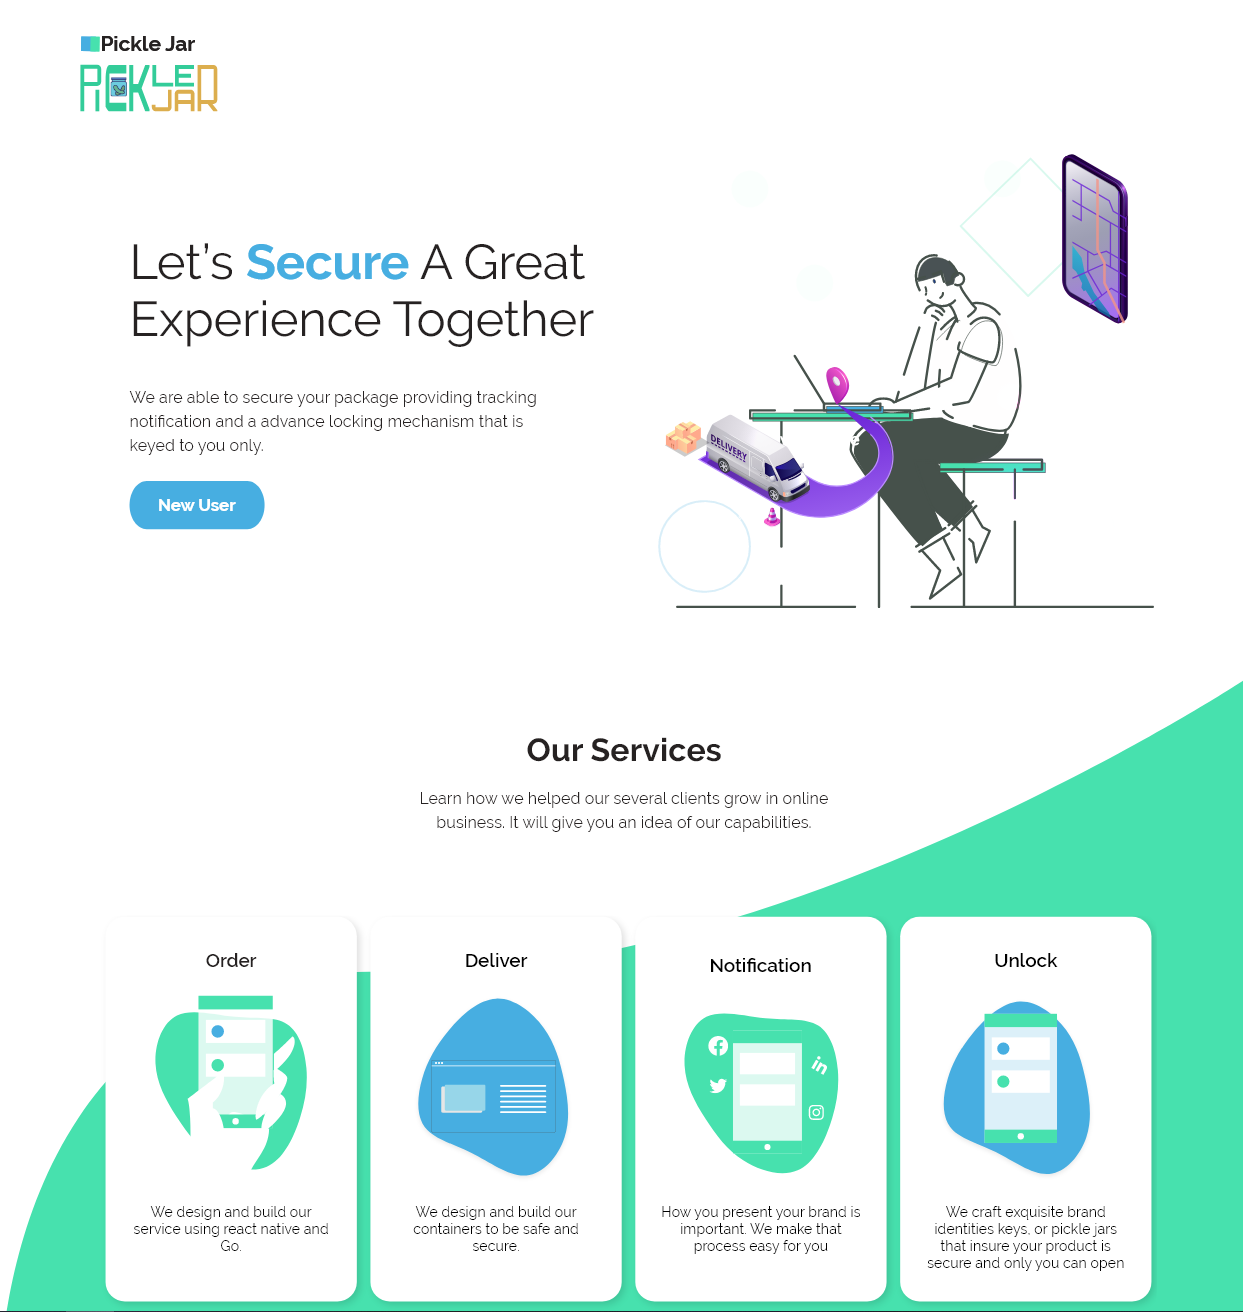 Pickle Jar
PICKLE
JAR
Let's Secure A Great
Experience Together
We are able to secure your package providing tracking
notification and a advance locking mechanism that is
keyed to you only.
New User
DELIVERY
Our Services
Learn how we helped our several clients grow in online
business. It will give you an idea of our capabilities.
Order
We design and build our
service using react native and
Go.
Deliver
We design and build our
containers to be safe and
secure.
Notification
in
How you present your brand is
important. We make that
process easy for you
Unlock
We craft exquisite brand
identities keys, or pickle jars
that insure your product is
secure and only you can open